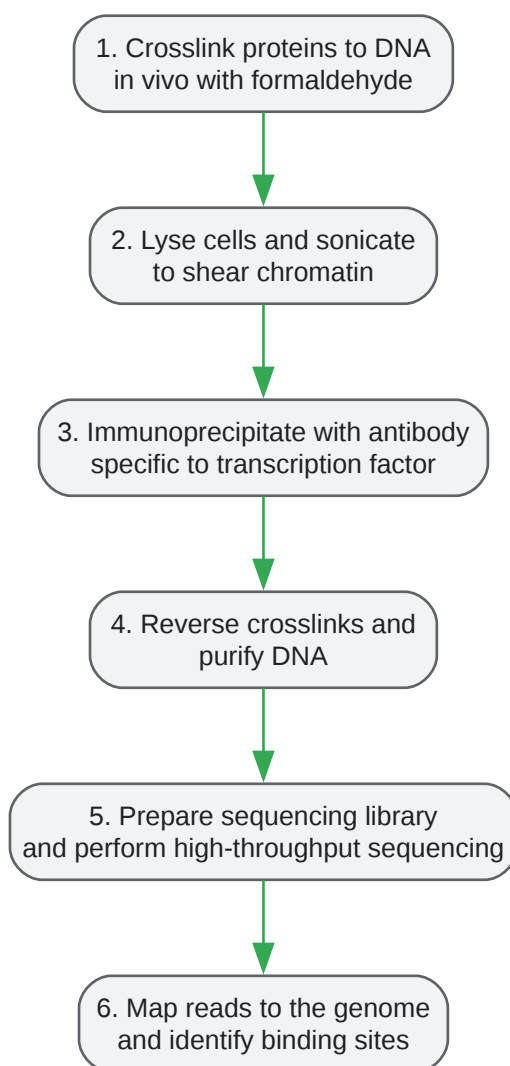 1. Crosslink proteins to DNA
in vivo with formaldehyde
2. Lyse cells and sonicate
to shear chromatin
3. Immunoprecipitate with antibody
specific to transcription factor
4. Reverse crosslinks and
purify DNA
5. Prepare sequencing library
and perform high-throughput sequencing
6. Map reads to the genome
and identify binding sites